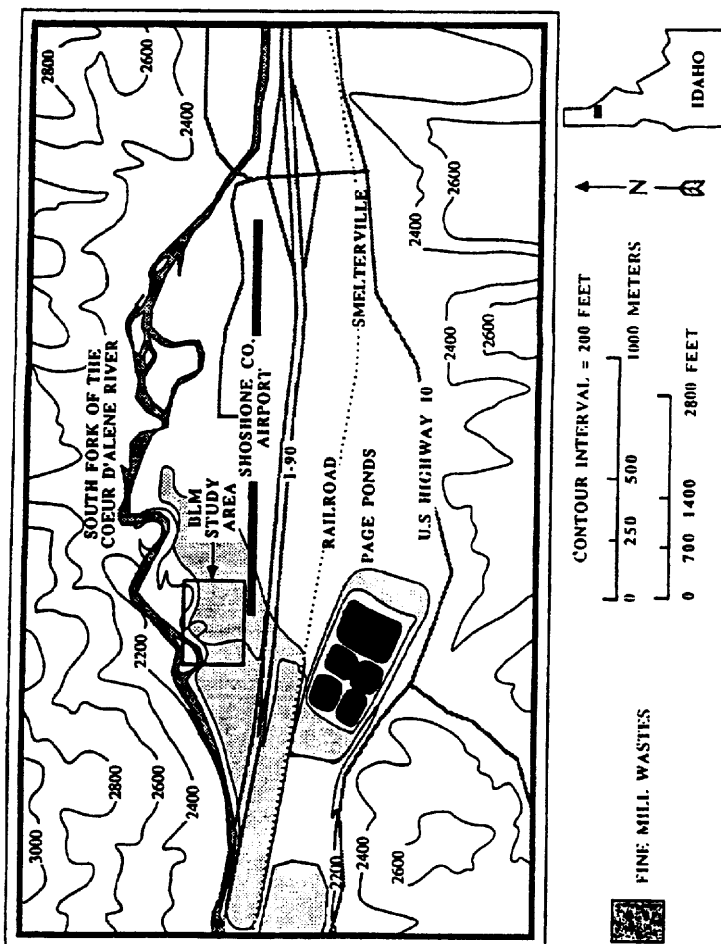 3000
2800
2600
2400
2200
2800
2600
2400
SOUTH FORK OF THE
COEUR D'ALENE RIVER
BLM
STUDY
AREA
SHOSHONE CO.
AIRPORT
I-90
RAILROAD
SMELTERVILLE
PAGE PONDS
U.S HIGHWAY 10
2200
2400
2600
2400
2600
2400
2600
FINE MILL WASTES
CONTOUR INTERVAL = 200 FEET
0 250 500 1000 METERS
0 700 1400 2800 FEET
N
IDAHO